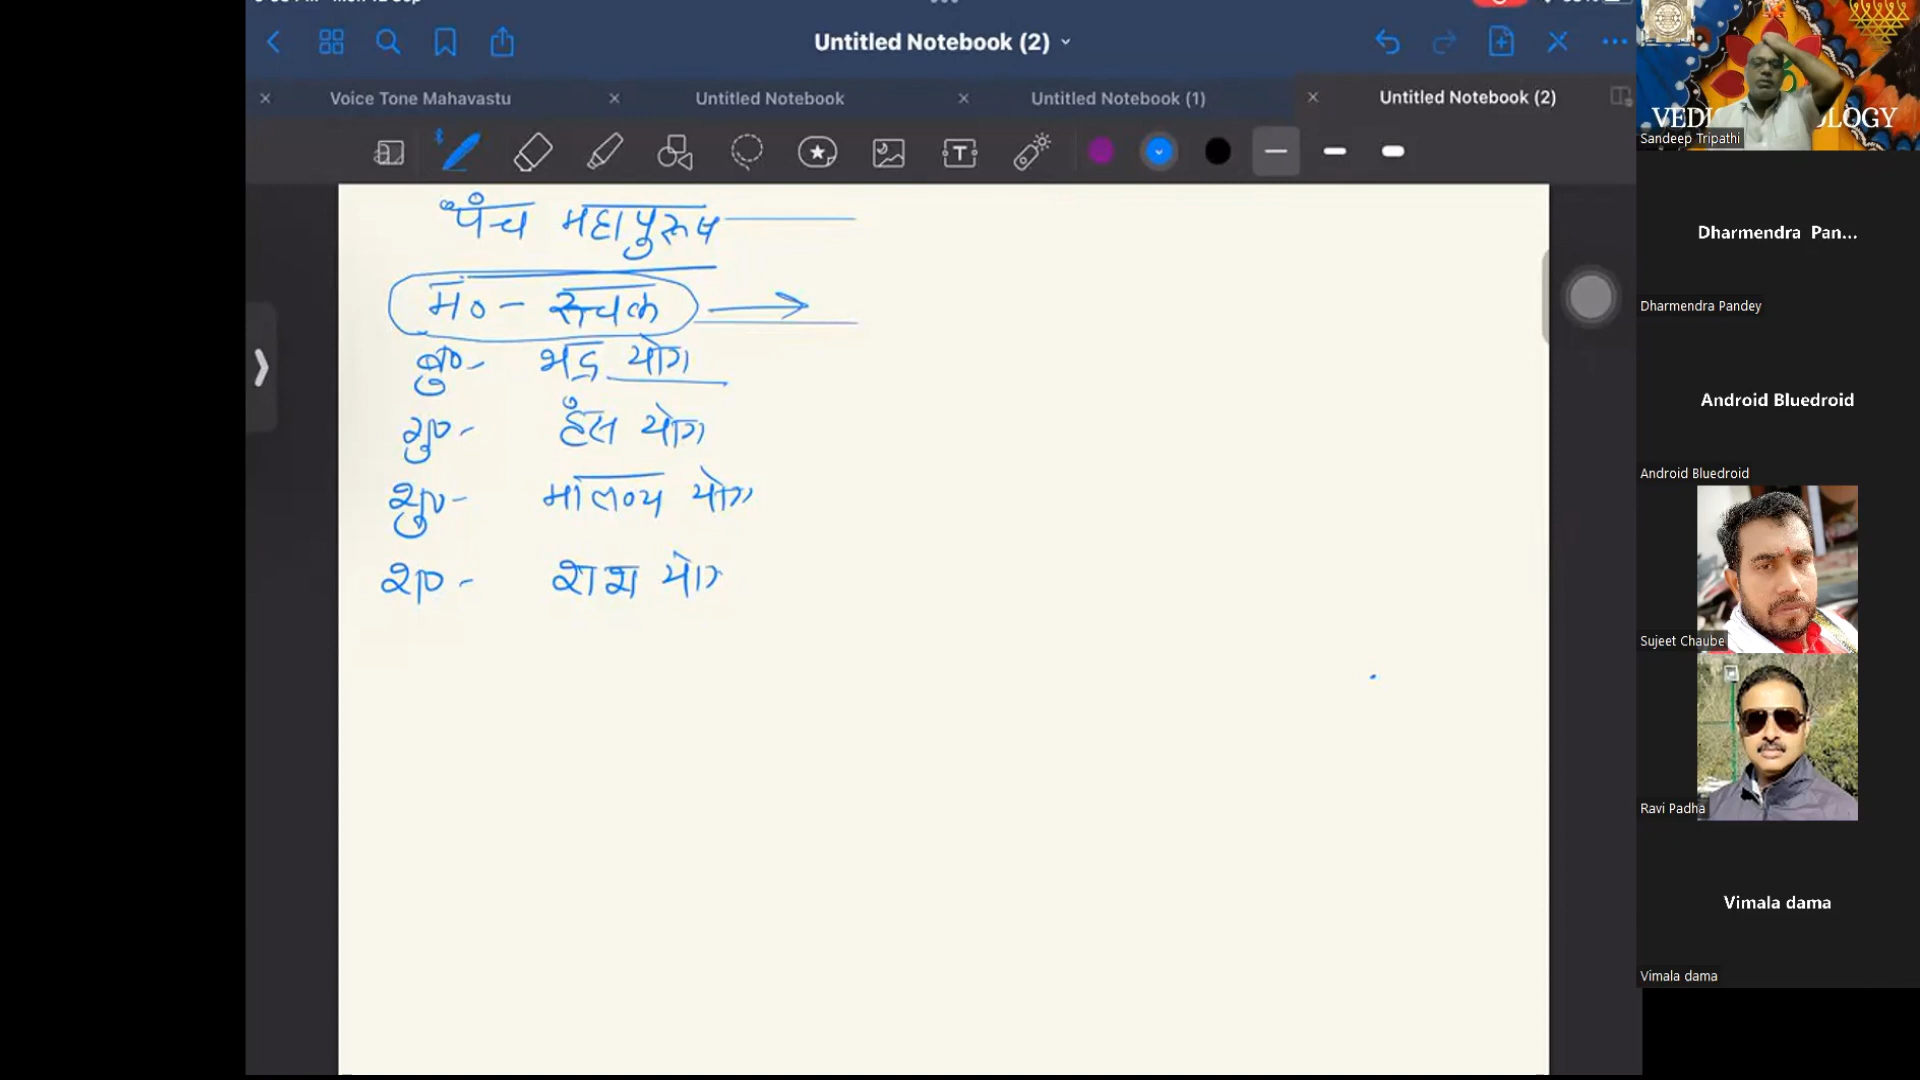 Untitled Notebook (2)
Voice Tone Mahavastu
Untitled Notebook
Untitled Notebook (1)
Untitled Notebook (2)
पंच महापुरुष
मं० - रूचक
बु० - भद्र योग
गु० - हँस योग
शु० - मालव्य योग
श० - शश योग
Sandeep Tripathi
Dharmendra Pan...
Dharmendra Pandey
Android Bluedroid
Android Bluedroid
Sujeet Chaube
Ravi Padha
Vimala dama
Vimala dama